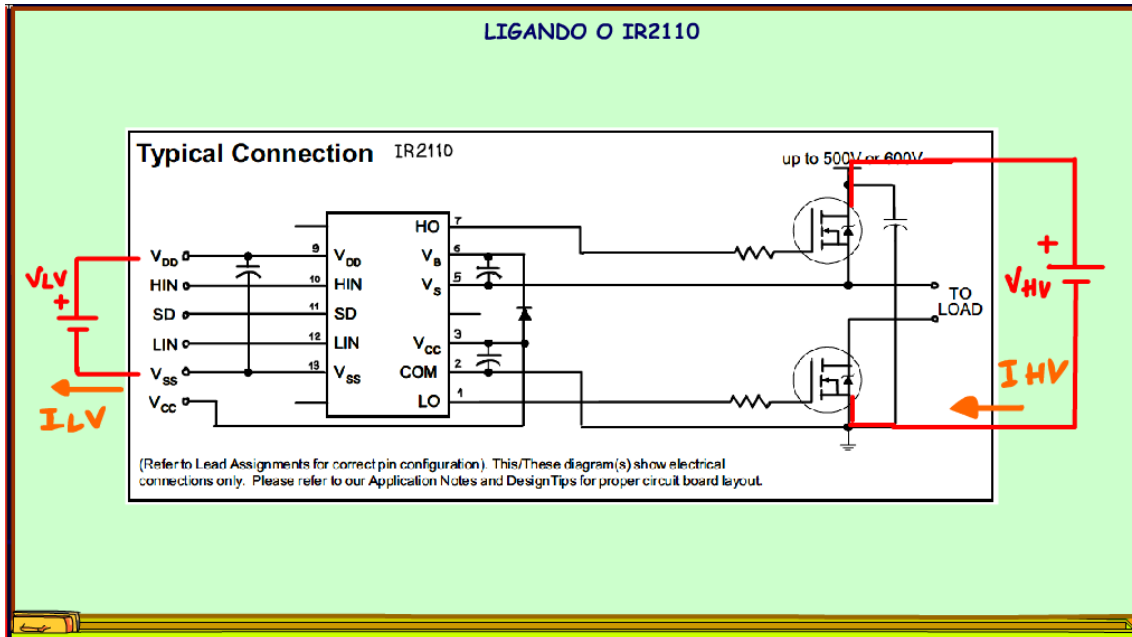 LIGANDO O IR2110
Typical Connection IR2110
up to 500V or 600V
HO 7
VDD 9 VDD VB 6
HIN 10 HIN VS 5
SD 11 SD
LIN 12 LIN VCC 3
VSS 13 VSS COM 2
VCC LO 1
TO
LOAD
VLV
+
ILV
+
VHV
IHV
(Refer to Lead Assignments for correct pin configuration). This/These diagram(s) show electrical
connections only. Please refer to our Application Notes and DesignTips for proper circuit board layout.